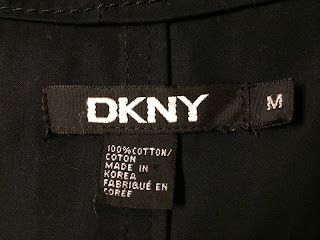 DKNY
M
100% COTTON/
COTON
MADE IN
KOREA
FABRIQUÉ EN
CORÉE